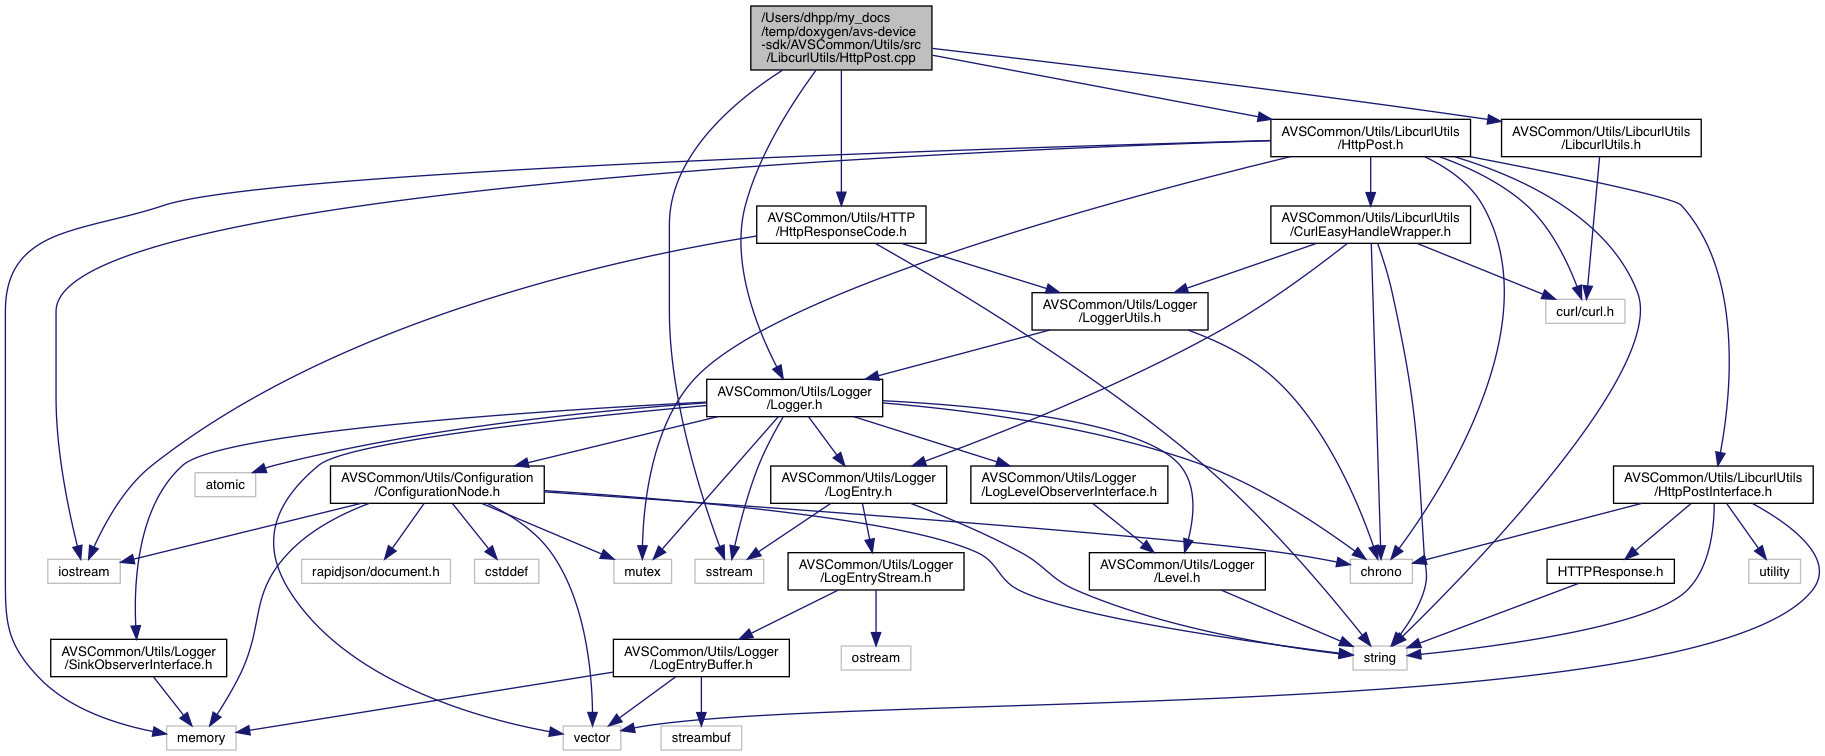 /Users/dhpp/my_docs
/temp/doxygen/avs-device
-sdk/AVSCommon/Utils/src
/LibcurlUtils/HttpPost.cpp
AVSCommon/Utils/LibcurlUtils
/HttpPost.h
AVSCommon/Utils/LibcurlUtils
/LibcurlUtils.h
AVSCommon/Utils/HTTP
/HttpResponseCode.h
AVSCommon/Utils/LibcurlUtils
/CurlEasyHandleWrapper.h
AVSCommon/Utils/Logger
/LoggerUtils.h
curl/curl.h
AVSCommon/Utils/Logger
/Logger.h
atomic
AVSCommon/Utils/Configuration
/ConfigurationNode.h
AVSCommon/Utils/Logger
/LogEntry.h
AVSCommon/Utils/Logger
/LogLevelObserverInterface.h
AVSCommon/Utils/LibcurlUtils
/HttpPostInterface.h
iostream
rapidjson/document.h
cstddef
mutex
sstream
AVSCommon/Utils/Logger
/LogEntryStream.h
AVSCommon/Utils/Logger
/Level.h
chrono
HTTPResponse.h
utility
AVSCommon/Utils/Logger
/SinkObserverInterface.h
AVSCommon/Utils/Logger
/LogEntryBuffer.h
ostream
string
memory
vector
streambuf